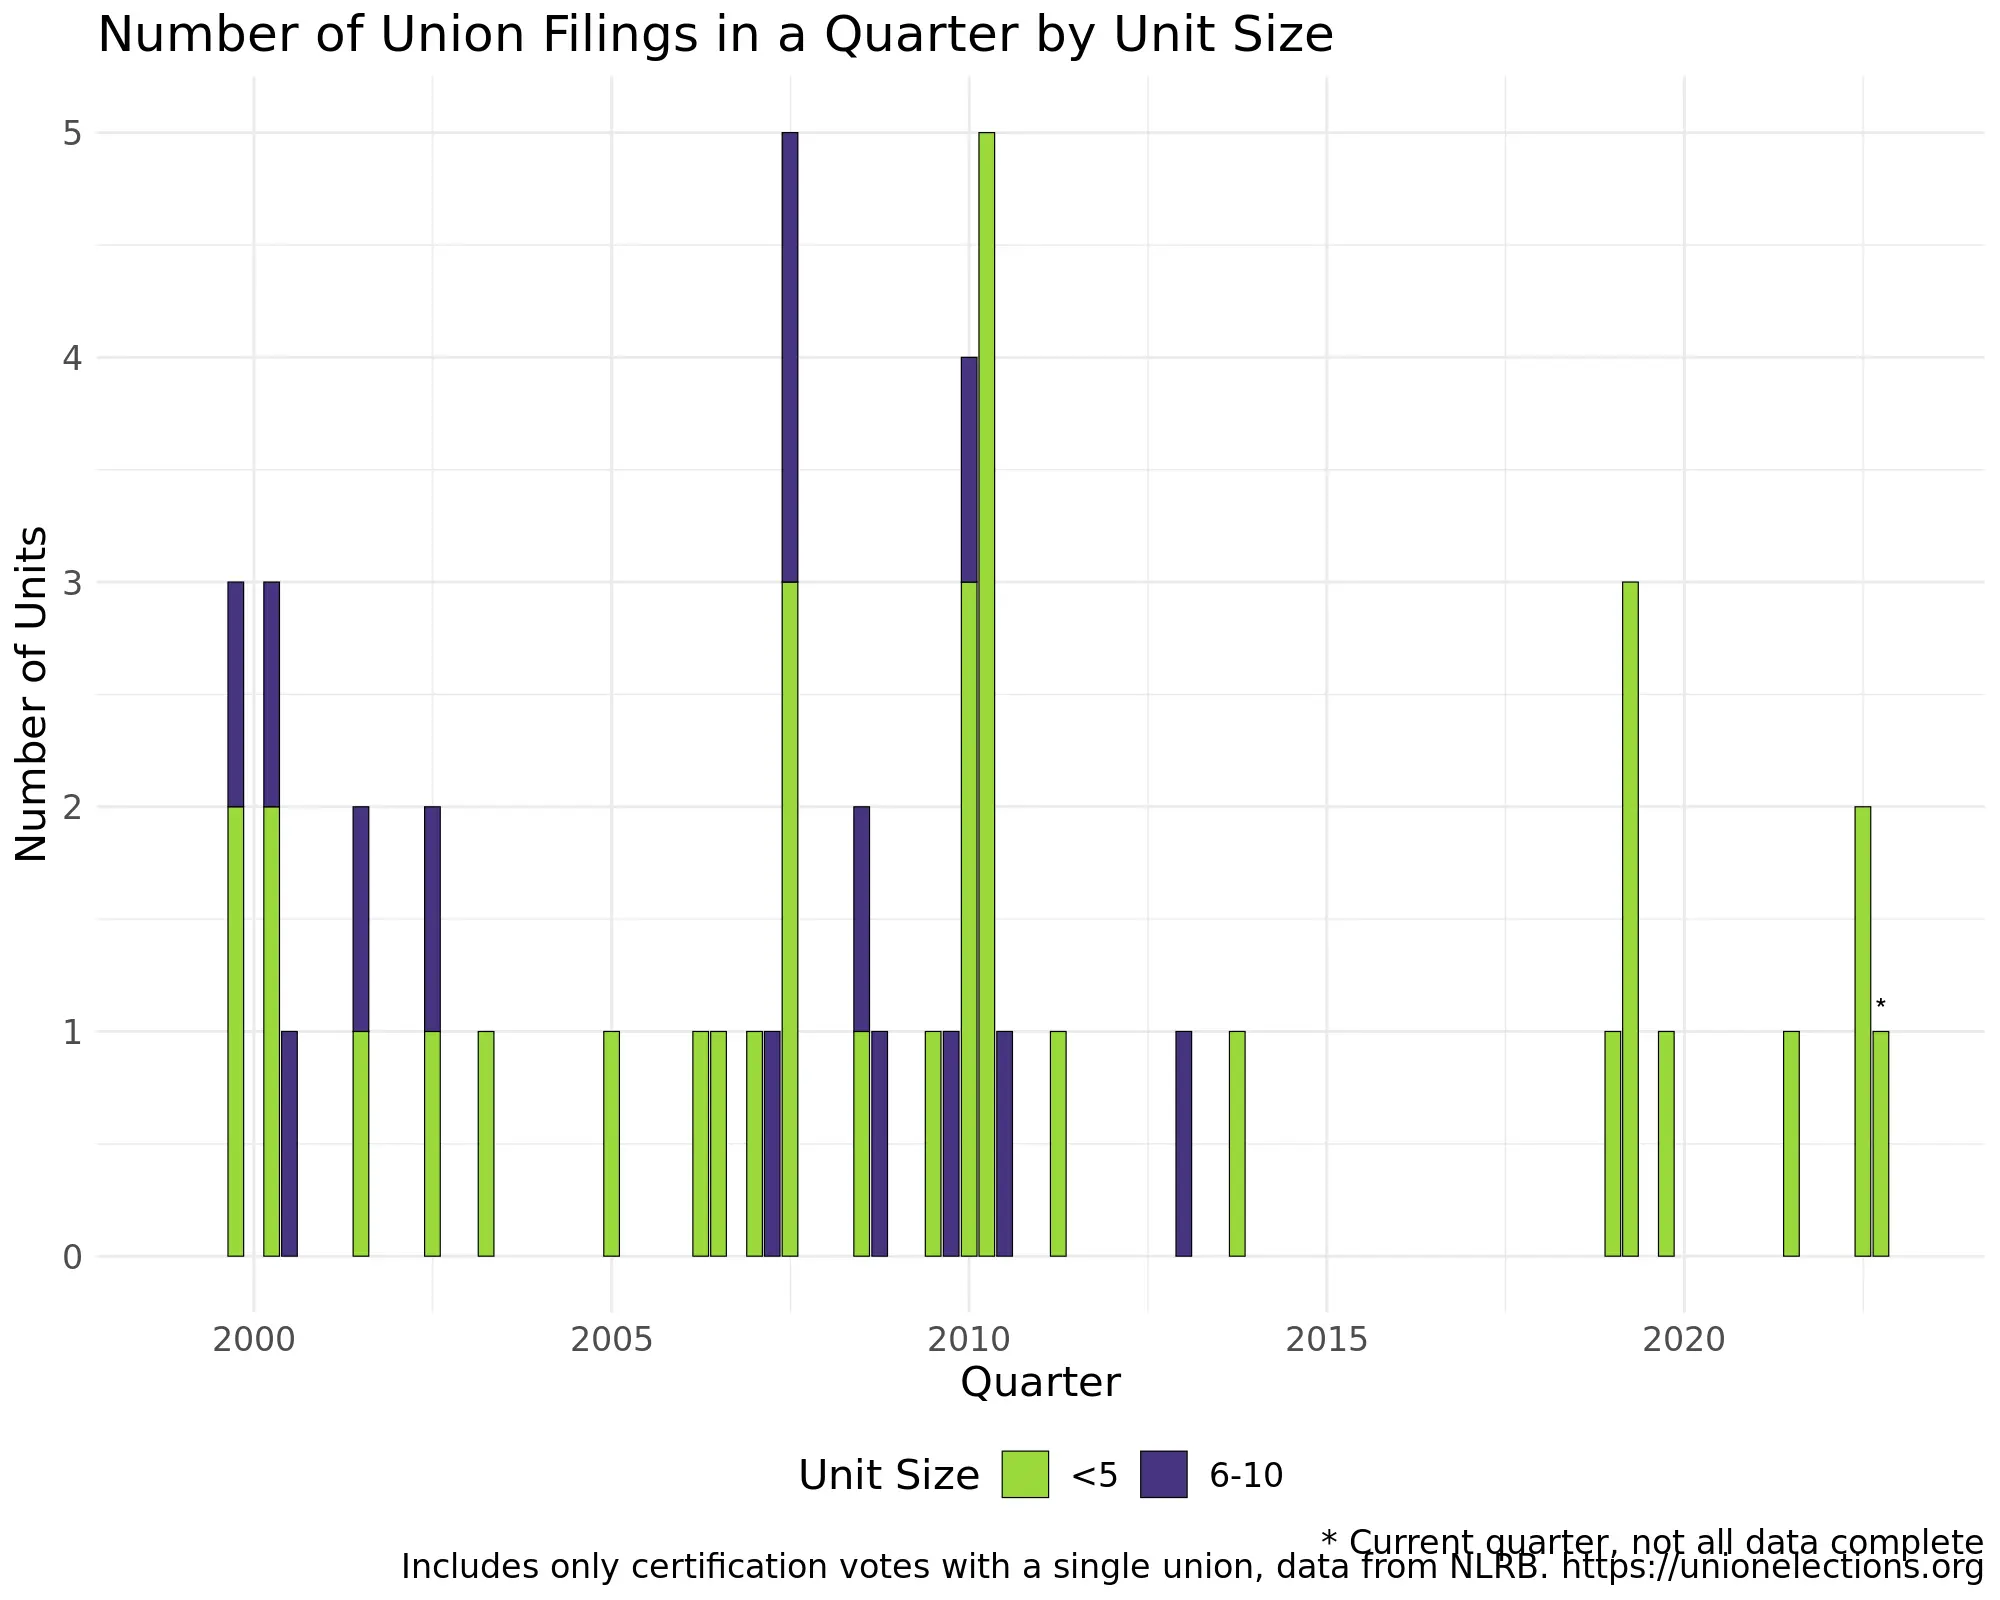 Number of Union Filings in a Quarter by Unit Size
Number of Units
5
4
3
2
1
0
*
2000 2005 2010 2015 2020
Quarter
Unit Size <5 6-10
* Current quarter, not all data complete
Includes only certification votes with a single union, data from NLRB. https://unionelections.org